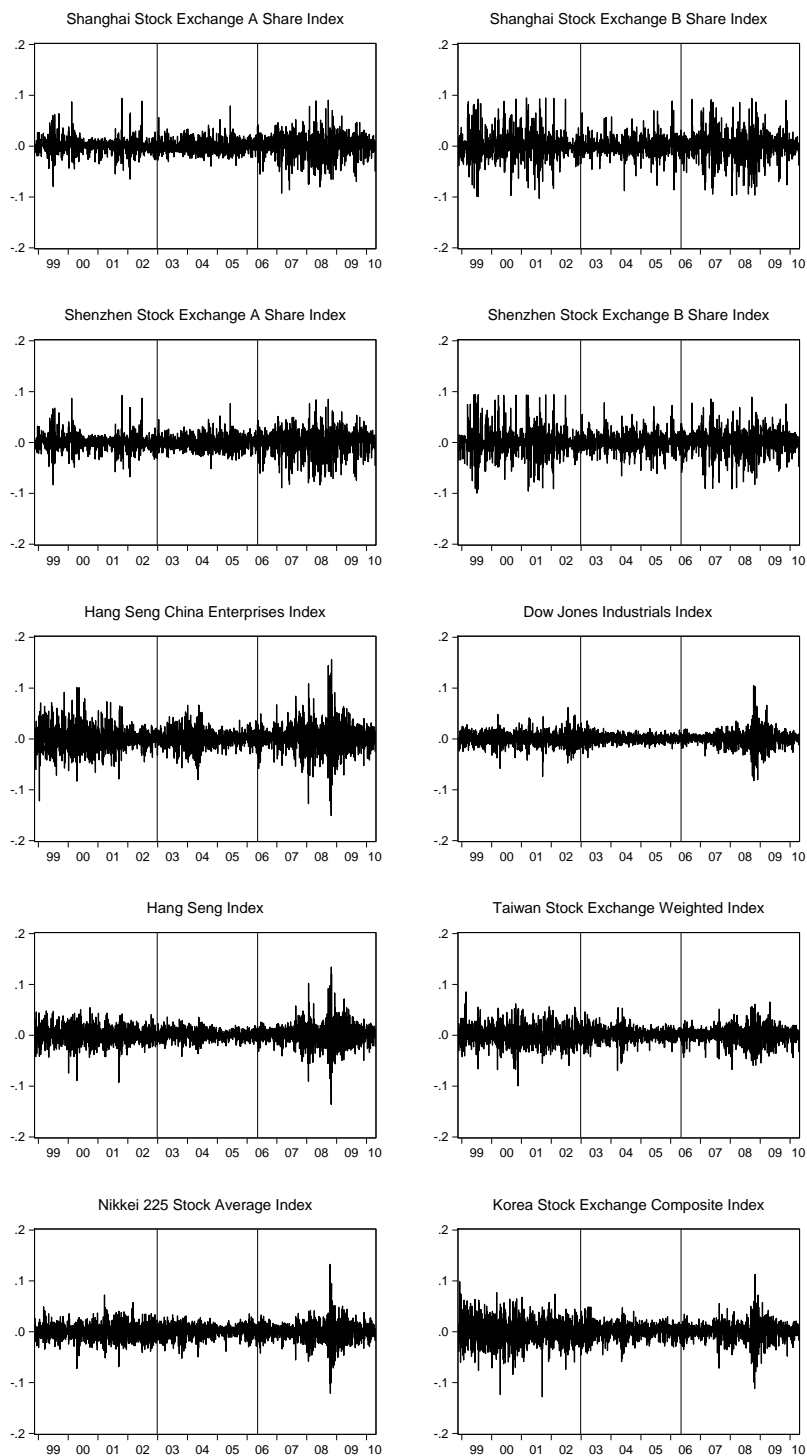 Shanghai Stock Exchange A Share Index
.2
.1
.0
-.1
-.2
99 00 01 02 03 04 05 06 07 08 09 10
Shanghai Stock Exchange B Share Index
.2
.1
.0
-.1
-.2
99 00 01 02 03 04 05 06 07 08 09 10
Shenzhen Stock Exchange A Share Index
.2
.1
.0
-.1
-.2
99 00 01 02 03 04 05 06 07 08 09 10
Shenzhen Stock Exchange B Share Index
.2
.1
.0
-.1
-.2
99 00 01 02 03 04 05 06 07 08 09 10
Hang Seng China Enterprises Index
.2
.1
.0
-.1
-.2
99 00 01 02 03 04 05 06 07 08 09 10
Dow Jones Industrials Index
.2
.1
.0
-.1
-.2
99 00 01 02 03 04 05 06 07 08 09 10
Hang Seng Index
.2
.1
.0
-.1
-.2
99 00 01 02 03 04 05 06 07 08 09 10
Taiwan Stock Exchange Weighted Index
.2
.1
.0
-.1
-.2
99 00 01 02 03 04 05 06 07 08 09 10
Nikkei 225 Stock Average Index
.2
.1
.0
-.1
-.2
99 00 01 02 03 04 05 06 07 08 09 10
Korea Stock Exchange Composite Index
.2
.1
.0
-.1
-.2
99 00 01 02 03 04 05 06 07 08 09 10